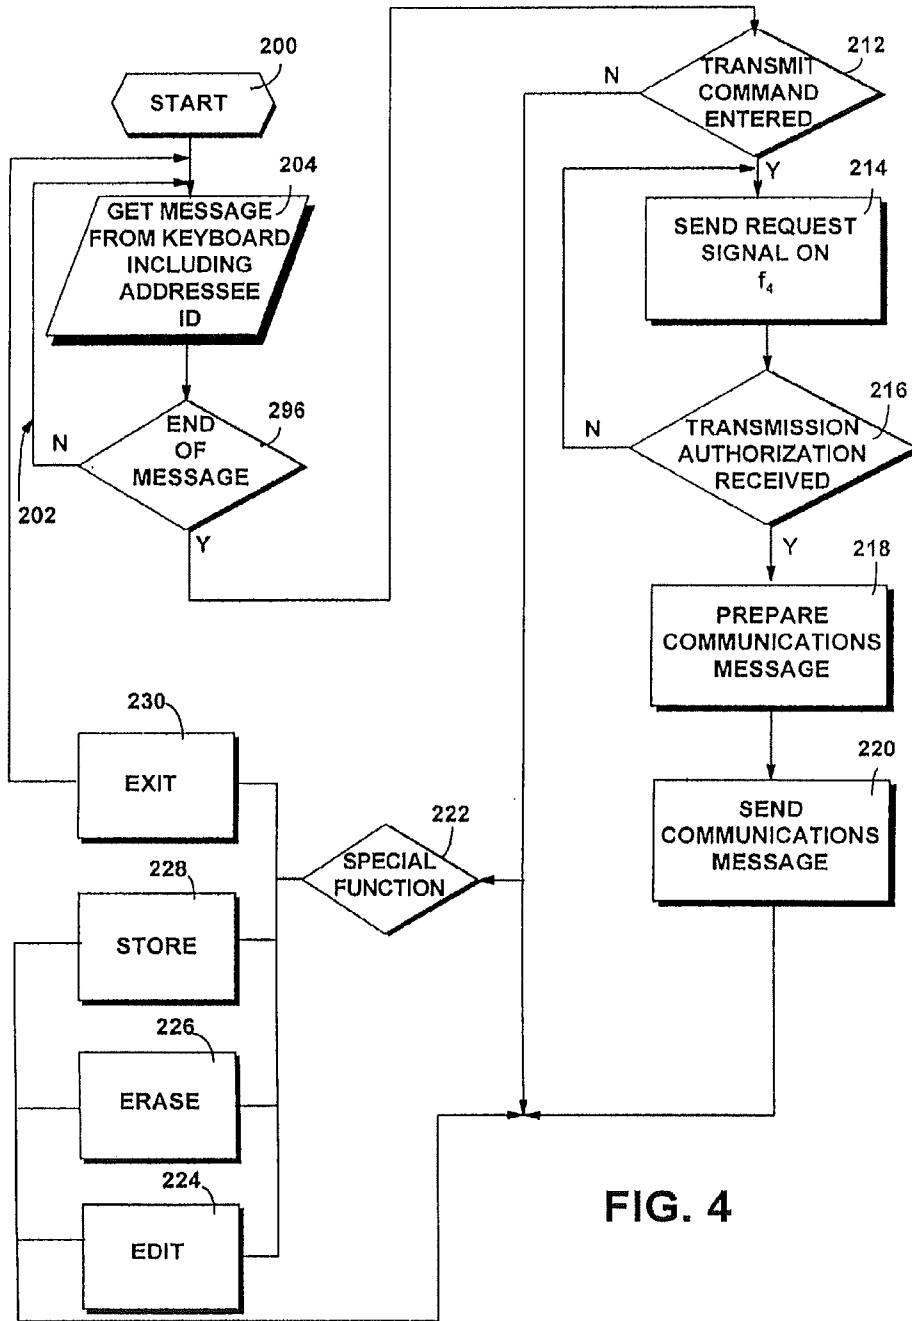 200
START
204
GET MESSAGE
FROM KEYBOARD
INCLUDING
ADDRESSEE
ID
END
OF
MESSAGE
296
N
202
Y
212
TRANSMIT
COMMAND
ENTERED
N
Y
214
SEND REQUEST
SIGNAL ON
f4
216
TRANSMISSION
AUTHORIZATION
RECEIVED
N
Y
218
PREPARE
COMMUNICATIONS
MESSAGE
220
SEND
COMMUNICATIONS
MESSAGE
222
SPECIAL
FUNCTION
230
EXIT
228
STORE
226
ERASE
224
EDIT
FIG. 4